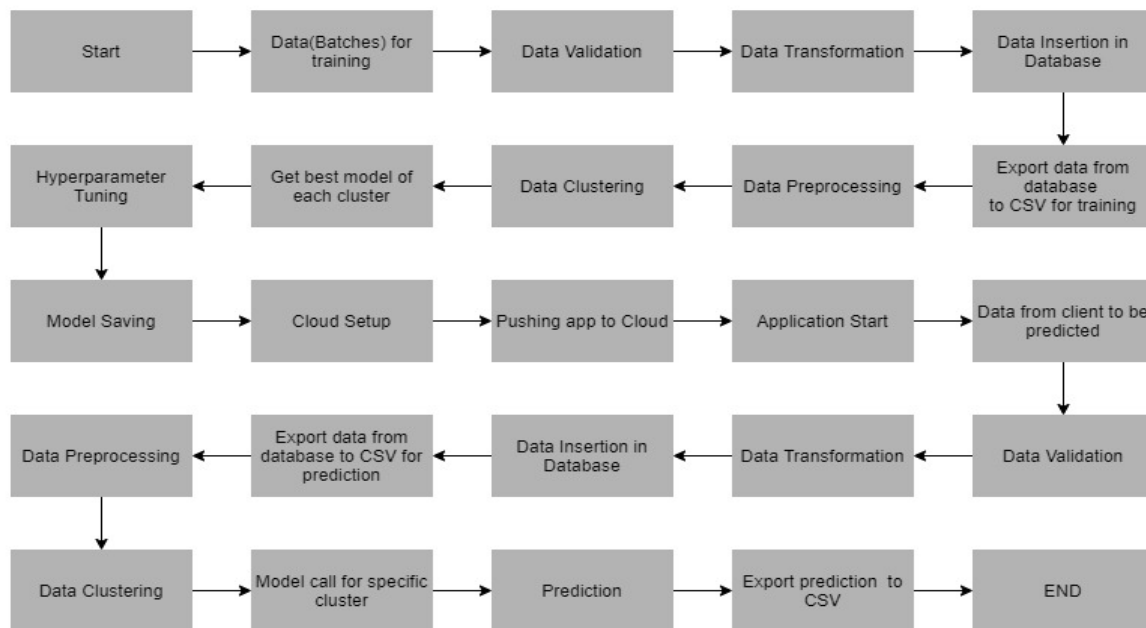 Start
Data(Batches) for
training
Data Validation
Data Transformation
Data Insertion in
Database
Hyperparameter
Tuning
Get best model of
each cluster
Data Clustering
Data Preprocessing
Export data from
database
to CSV for training
Model Saving
Cloud Setup
Pushing app to Cloud
Application Start
Data from client to be
predicted
Data Preprocessing
Export data from
database to CSV for
prediction
Data Insertion in
Database
Data Transformation
Data Validation
Data Clustering
Model call for specific
cluster
Prediction
Export prediction to
CSV
END